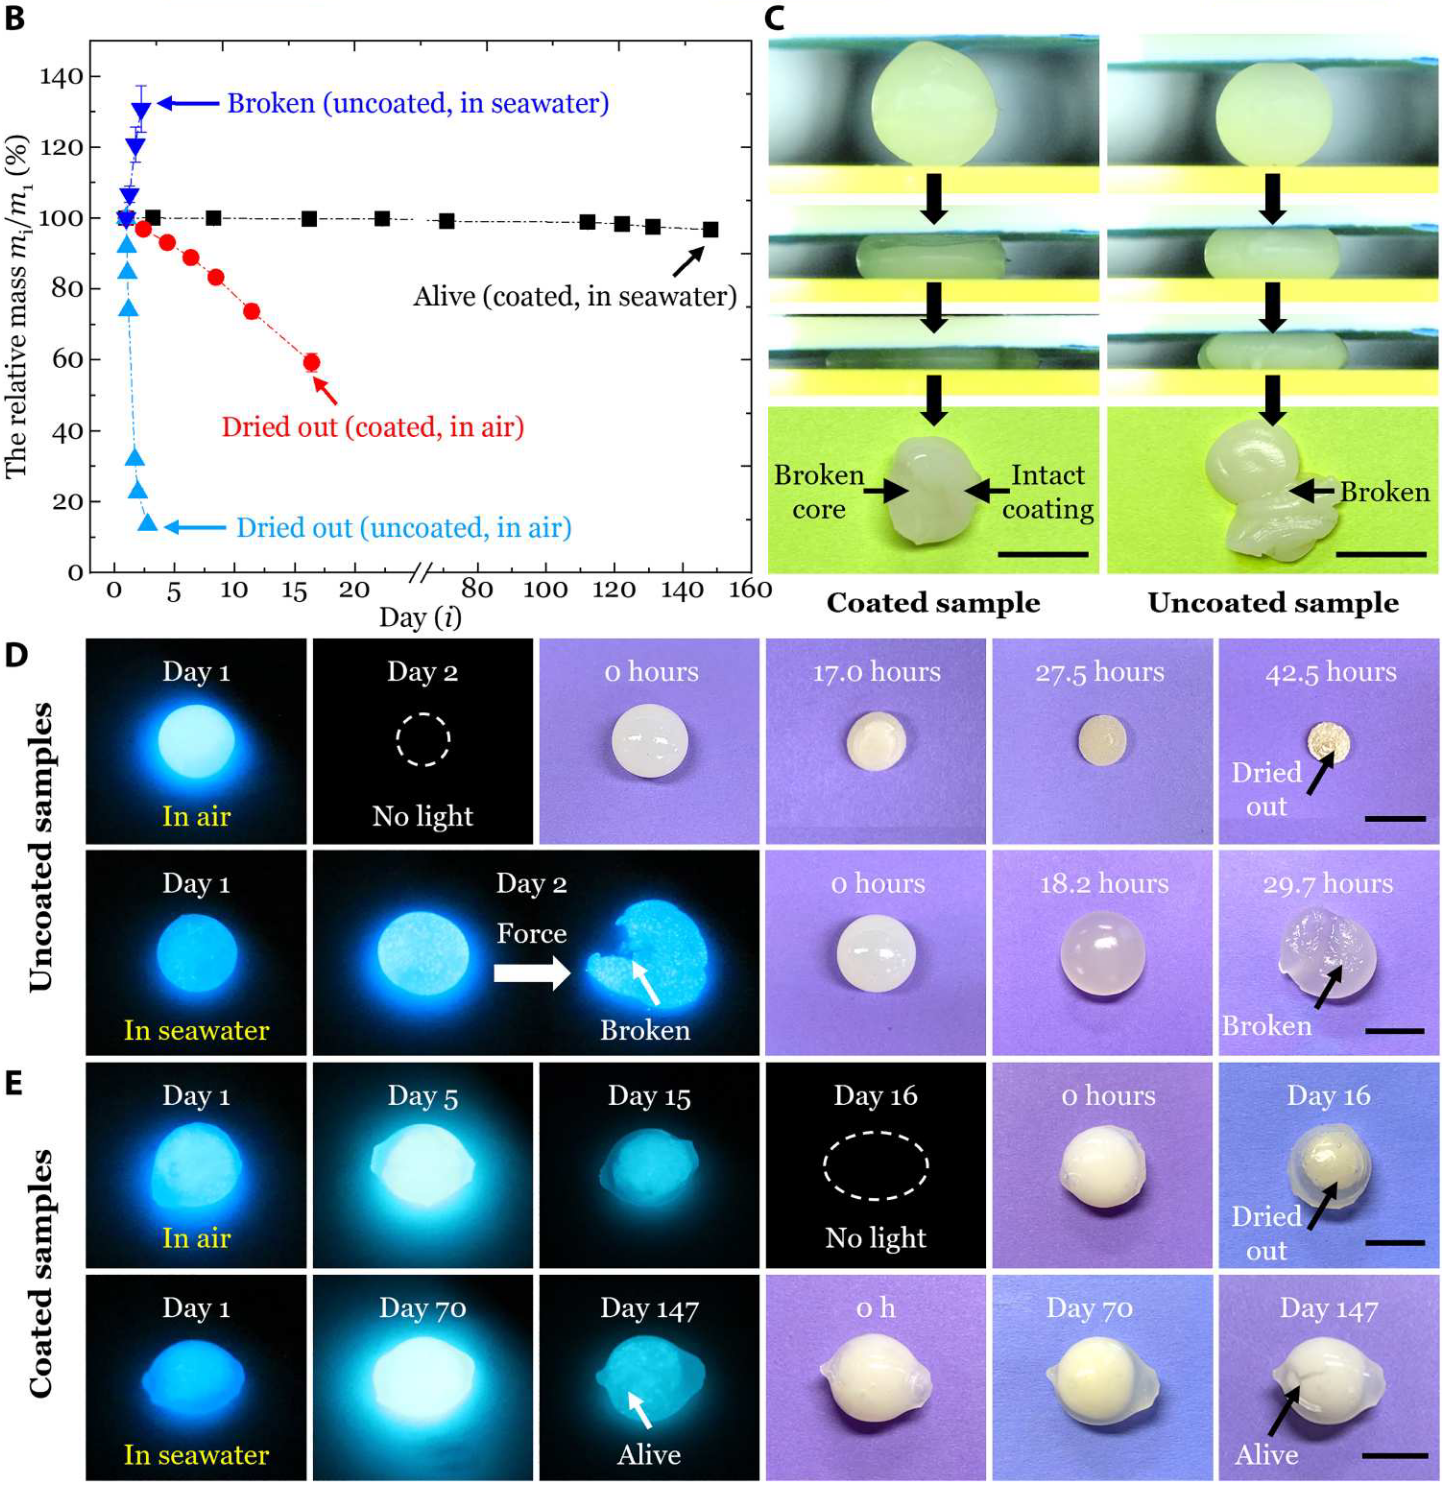 B
The relative mass mᵢ/m₁ (%)
140
120
100
80
60
40
20
0
Broken (uncoated, in seawater)
Alive (coated, in seawater)
Dried out (coated, in air)
Dried out (uncoated, in air)
0 5 10 15 20 80 100 120 140 160
Day (i)
C
Broken core
Intact coating
Broken
Coated sample
Uncoated sample
D
Uncoated samples
Day 1
In air
Day 2
No light
0 hours
17.0 hours
27.5 hours
42.5 hours
Dried out
Day 1
In seawater
Day 2
Force
Broken
0 hours
18.2 hours
29.7 hours
Broken
E
Coated samples
Day 1
In air
Day 5
Day 15
Day 16
No light
0 hours
Day 16
Dried out
Day 1
In seawater
Day 70
Day 147
Alive
0 h
Day 70
Day 147
Alive